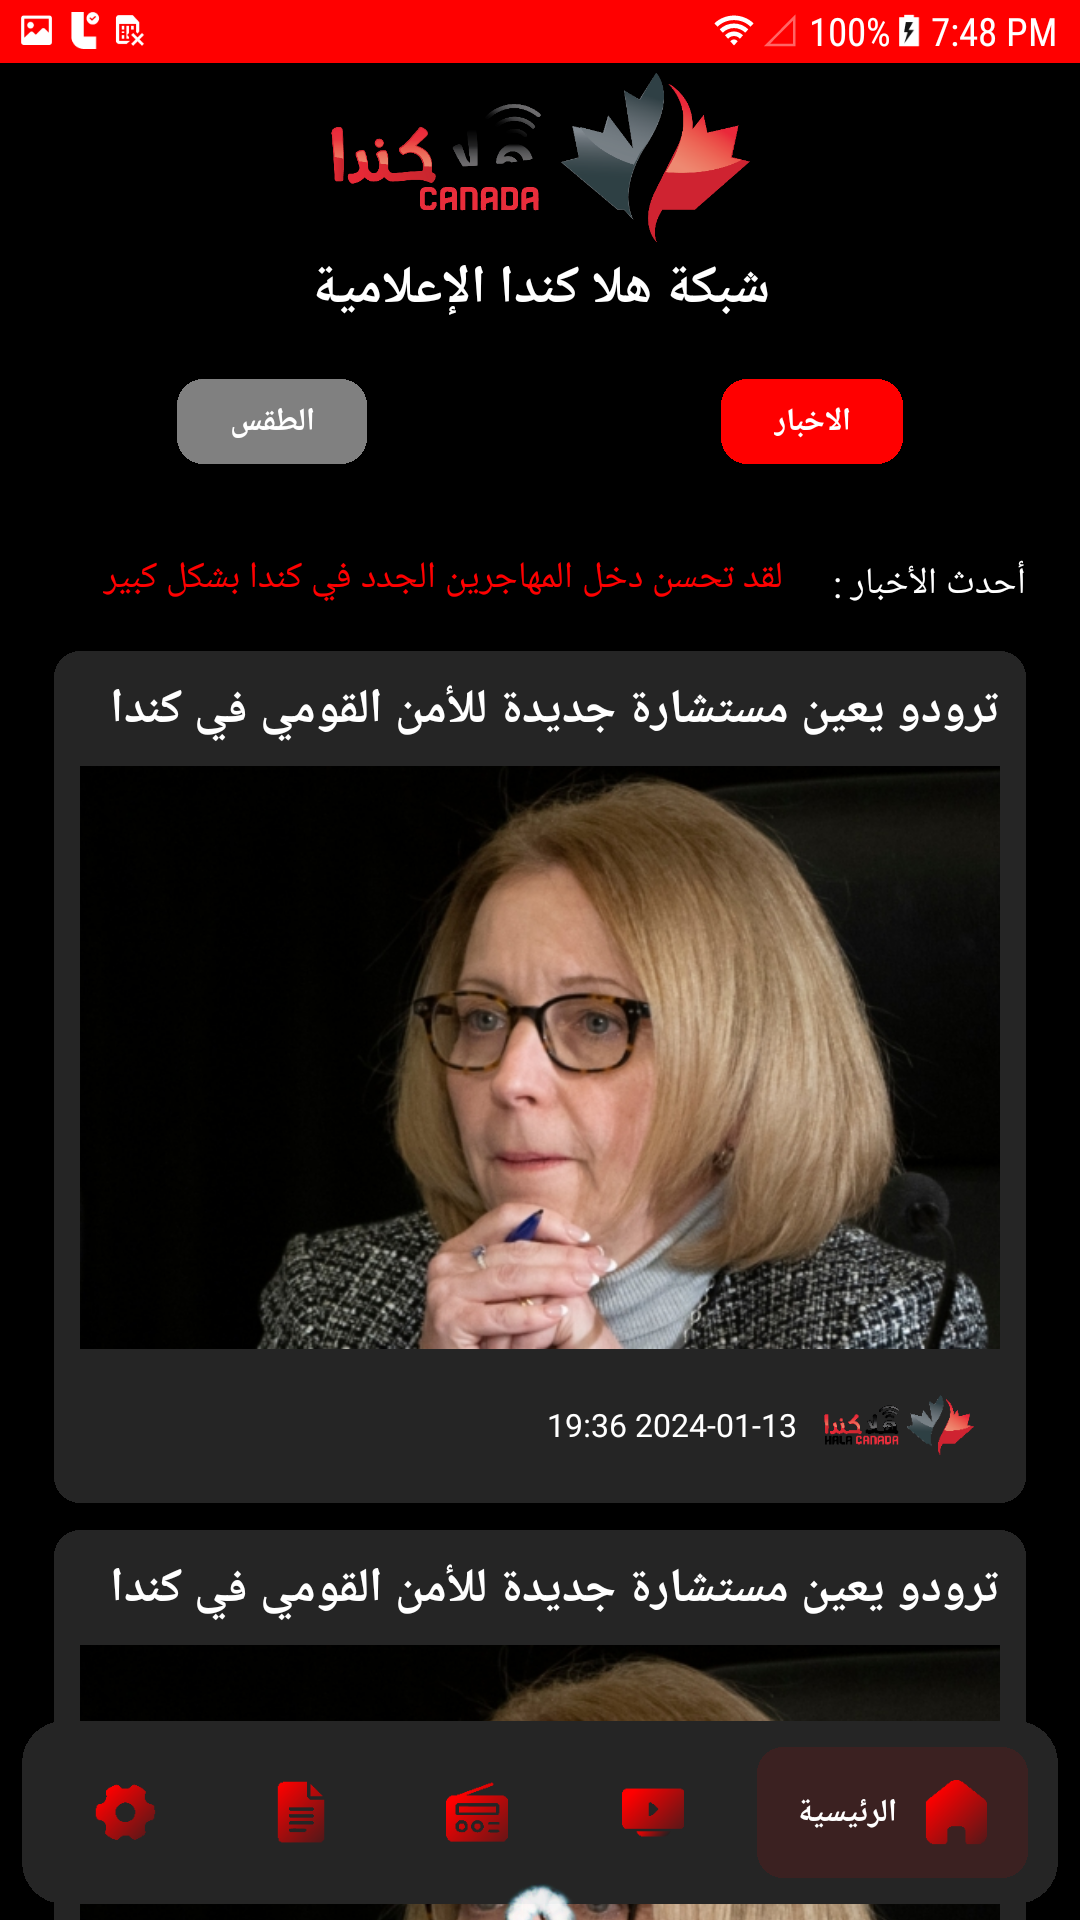 100% 7:48 PM
هلا كندا
CANADA
شبكة هلا كندا الإعلامية
الاخبار
الطقس
أحدث الأخبار :
لقد تحسن دخل المهاجرين الجدد في كندا بشكل كبير
ترودو يعين مستشارة جديدة للأمن القومي في كندا
هلا كندا
HALA CANADA
19:36 2024-01-13
ترودو يعين مستشارة جديدة للأمن القومي في كندا
الرئيسية